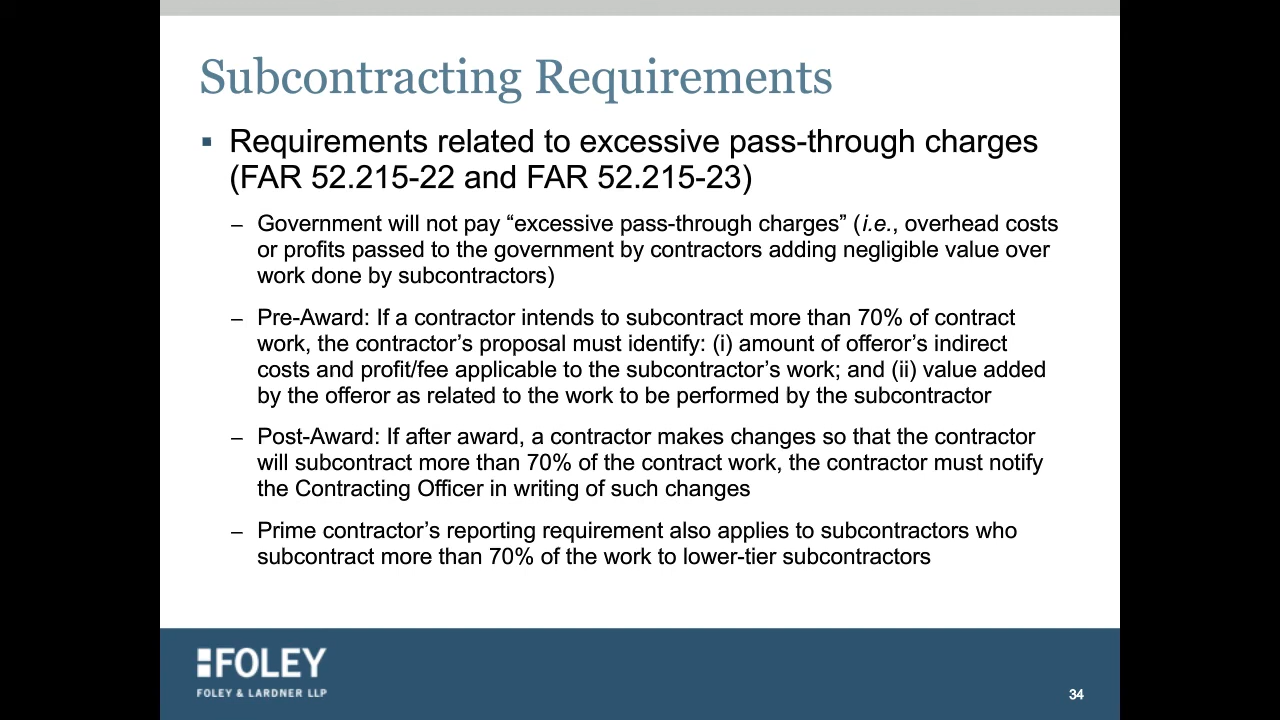 Subcontracting Requirements
▪ Requirements related to excessive pass-through charges
(FAR 52.215-22 and FAR 52.215-23)
– Government will not pay “excessive pass-through charges” (i.e., overhead costs
or profits passed to the government by contractors adding negligible value over
work done by subcontractors)
– Pre-Award: If a contractor intends to subcontract more than 70% of contract
work, the contractor’s proposal must identify: (i) amount of offeror’s indirect
costs and profit/fee applicable to the subcontractor’s work; and (ii) value added
by the offeror as related to the work to be performed by the subcontractor
– Post-Award: If after award, a contractor makes changes so that the contractor
will subcontract more than 70% of the contract work, the contractor must notify
the Contracting Officer in writing of such changes
– Prime contractor’s reporting requirement also applies to subcontractors who
subcontract more than 70% of the work to lower-tier subcontractors
FOLEY
FOLEY & LARDNER LLP
34